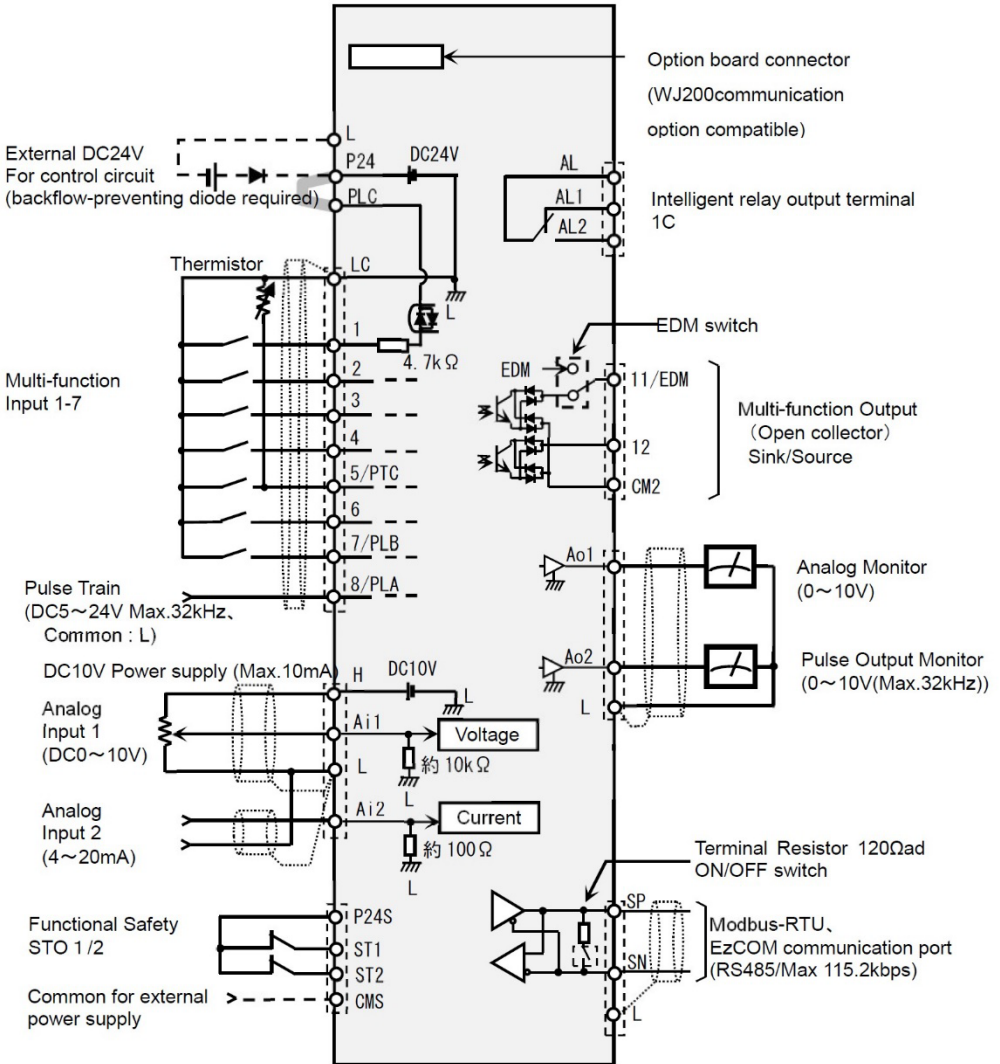 Option board connector
(WJ200communication
option compatible)
L
External DC24V
For control circuit
(backflow-preventing diode required)
P24
DC24V
PLC
AL
AL1
AL2
Intelligent relay output terminal
1C
Thermistor
LC
L
1
4.7kΩ
EDM switch
Multi-function
Input 1-7
2
3
4
5/PTC
6
7/PLB
8/PLA
EDM
11/EDM
12
CM2
Multi-function Output
(Open collector)
Sink/Source
Pulse Train
(DC5～24V Max.32kHz、
Common : L)
Ao1
Analog Monitor
(0～10V)
Ao2
Pulse Output Monitor
(0～10V(Max.32kHz))
L
DC10V Power supply (Max.10mA)
H
DC10V
L
Analog
Input 1
(DC0～10V)
Ai1
Voltage
約 10kΩ
L
L
Analog
Input 2
(4～20mA)
Ai2
Current
約 100Ω
L
Terminal Resistor 120Ωad
ON/OFF switch
Functional Safety
STO 1/2
P24S
ST1
ST2
CMS
Common for external
power supply
SP
SN
L
Modbus-RTU、
EzCOM communication port
(RS485/Max 115.2kbps)